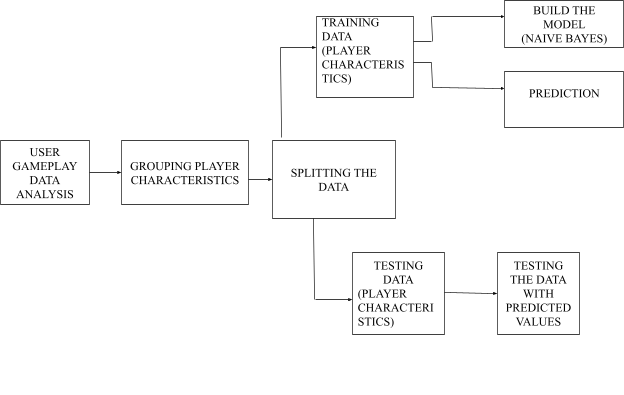 USER
GAMEPLAY
DATA
ANALYSIS
GROUPING PLAYER
CHARACTERISTICS
SPLITTING THE
DATA
TRAINING
DATA
(PLAYER
CHARACTERIS
TICS)
BUILD THE
MODEL
(NAIVE BAYES)
PREDICTION
TESTING
DATA
(PLAYER
CHARACTERI
STICS)
TESTING
THE DATA
WITH
PREDICTED
VALUES